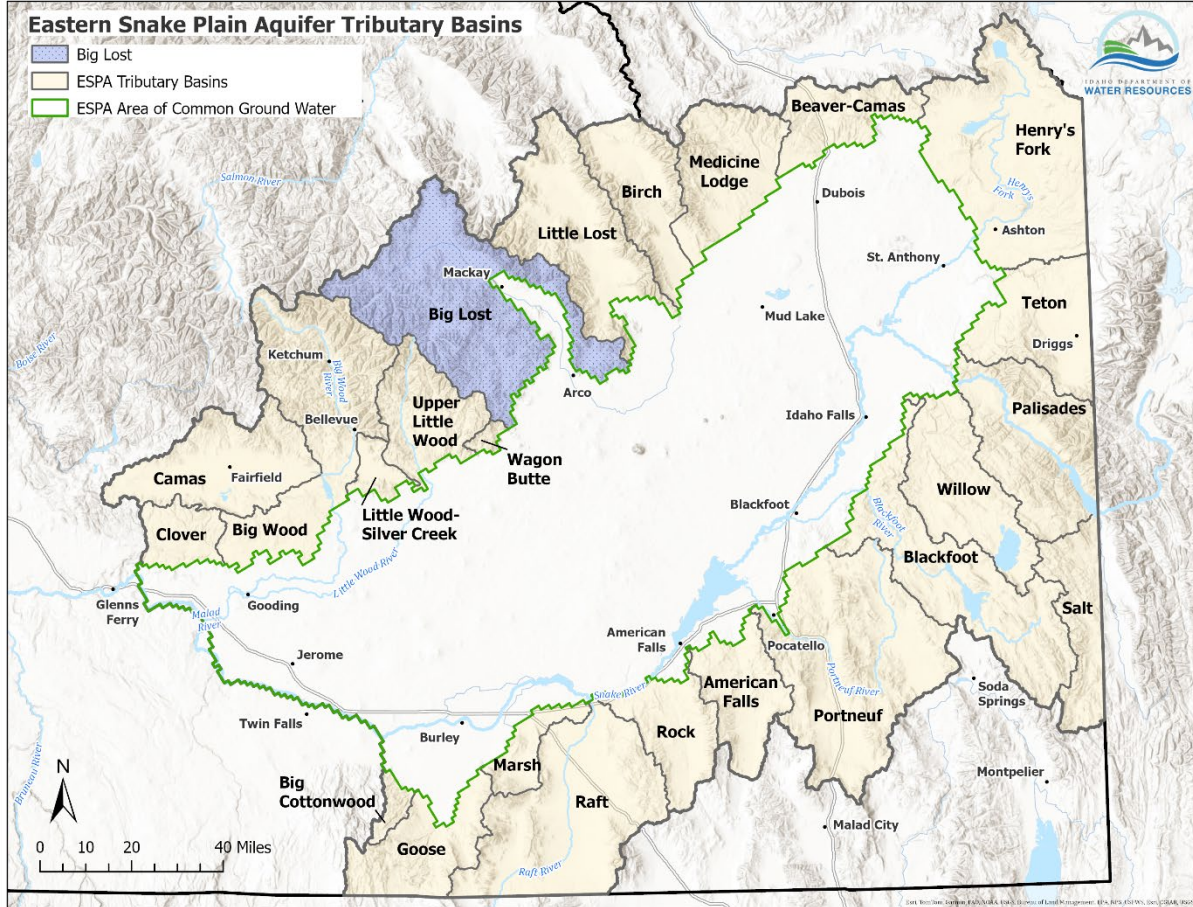 Eastern Snake Plain Aquifer Tributary Basins
Big Lost
ESPA Tributary Basins
ESPA Area of Common Ground Water
IDAHO DEPARTMENT OF
WATER RESOURCES
Beaver-Camas
Henry's
Fork
Medicine
Lodge
Birch
Henrys
Fork
Dubois
Salmon River
Little Lost
Ashton
St. Anthony
Mackay
Teton
Big Lost
Mud Lake
Driggs
Boise River
Ketchum
Big Wood
River
Arco
Upper
Little
Wood
Palisades
Idaho Falls
Bellevue
Wagon
Butte
Camas
Fairfield
Willow
Blackfoot
Little Wood-
Silver Creek
Clover
Big Wood
Blackfoot
River
Blackfoot
Little Wood River
Glenns
Ferry
Gooding
Malad
River
Salt
American
Falls
Pocatello
Jerome
Portneuf River
Soda
Springs
American
Falls
Snake River
Portneuf
Twin Falls
Burley
Rock
Marsh
Bruneau River
N
Big
Cottonwood
Raft
Montpelier
Malad City
Goose
0 10 20 40 Miles
Raft River